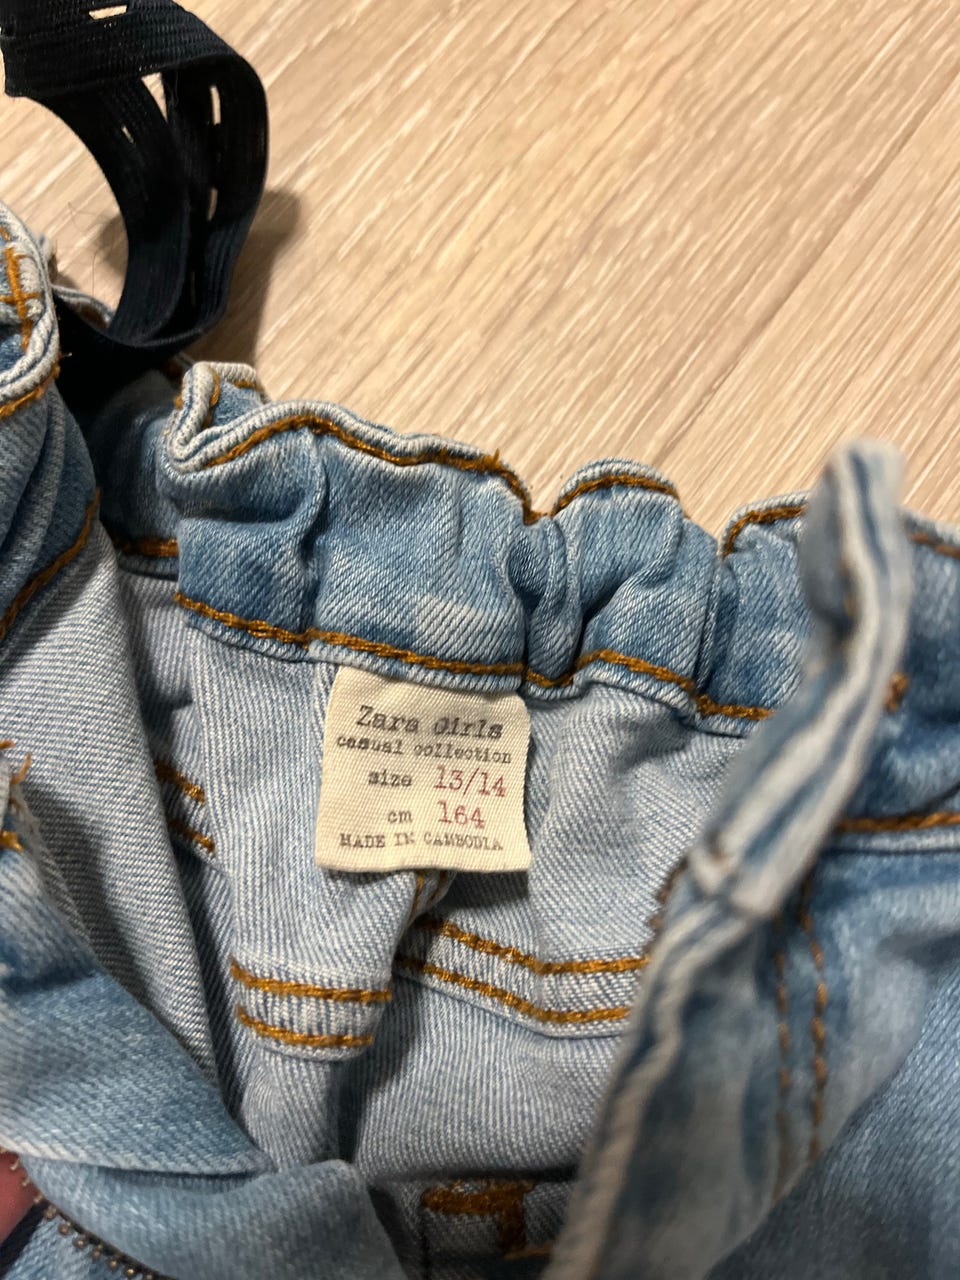 Zara Girls
casual collection
size 13/14
cm 164
MADE IN CAMBODIA